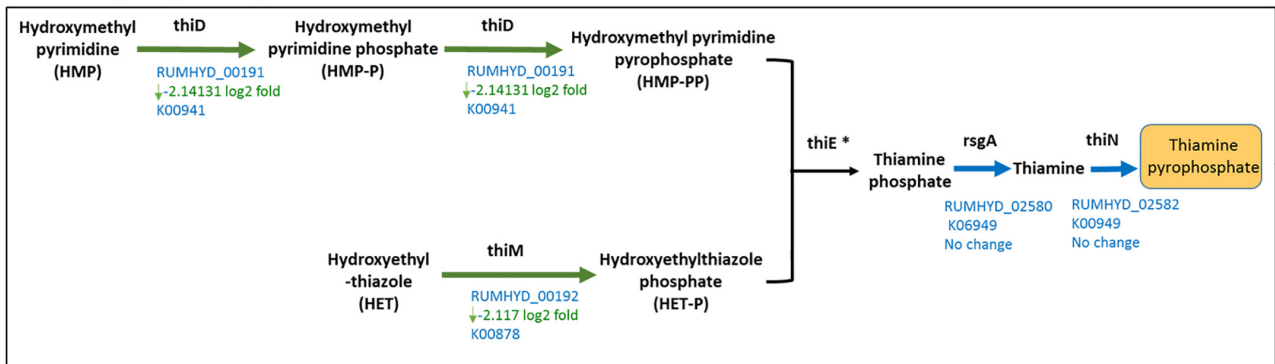 Hydroxymethyl
pyrimidine
(HMP)
thiD
RUMHYD_00191
↓-2.14131 log2 fold
K00941
Hydroxymethyl
pyrimidine phosphate
(HMP-P)
thiD
RUMHYD_00191
↓-2.14131 log2 fold
K00941
Hydroxymethyl pyrimidine
pyrophosphate
(HMP-PP)
Hydroxyethyl
-thiazole
(HET)
thiM
RUMHYD_00192
↓-2.117 log2 fold
K00878
Hydroxyethylthiazole
phosphate
(HET-P)
thiE *
Thiamine
phosphate
rsgA
RUMHYD_02580
K06949
No change
Thiamine
thiN
RUMHYD_02582
K00949
No change
Thiamine
pyrophosphate